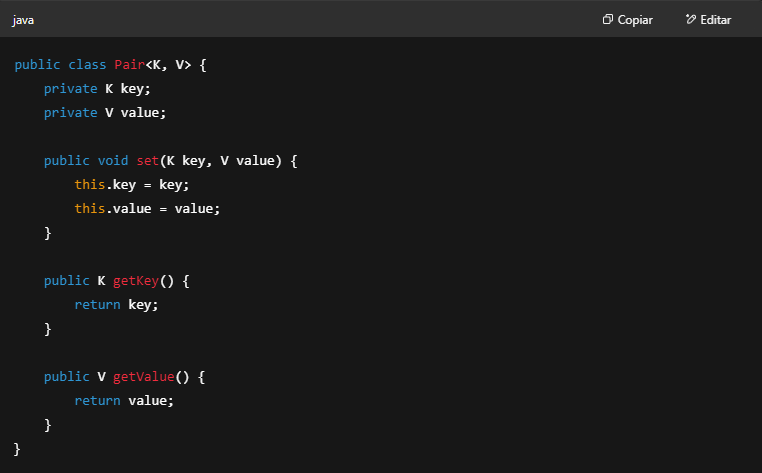 java
Copiar
Editar
public class Pair<K, V> {
    private K key;
    private V value;

    public void set(K key, V value) {
        this.key = key;
        this.value = value;
    }

    public K getKey() {
        return key;
    }

    public V getValue() {
        return value;
    }
}